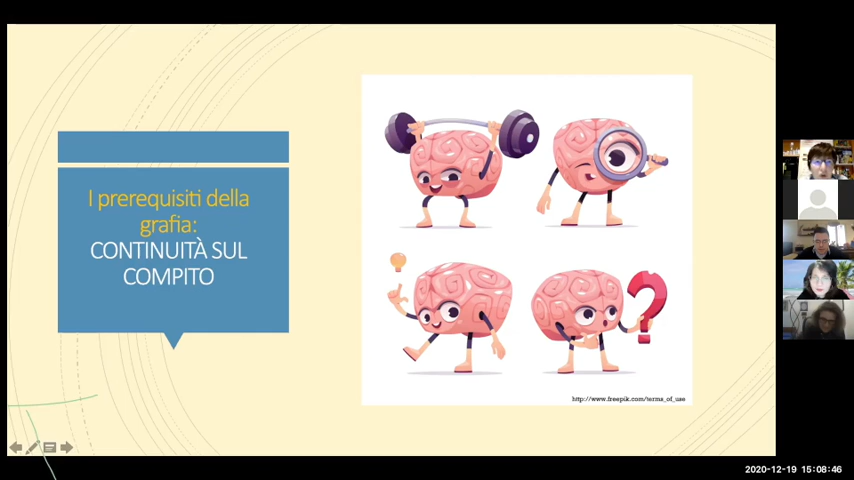 I prerequisiti della
grafia:
CONTINUITÀ SUL
COMPITO
http://www.freepik.com/terms_of_use
2020-12-19 15:08:46